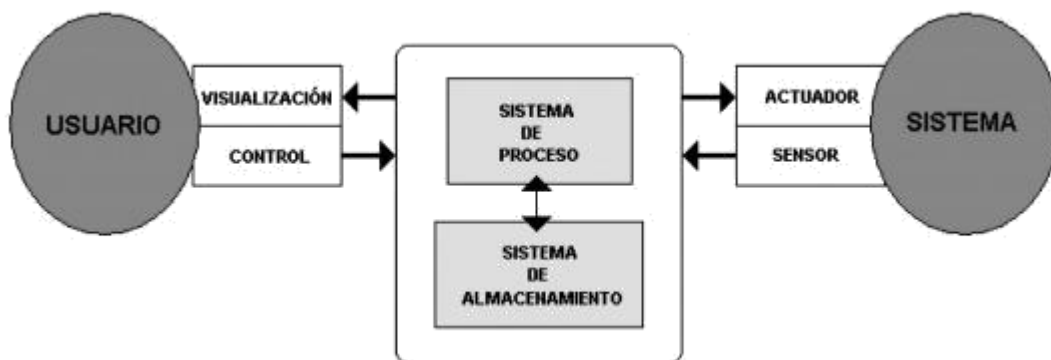 USUARIO
VISUALIZACIÓN
CONTROL
SISTEMA
DE
PROCESO
SISTEMA
DE
ALMACENAMIENTO
ACTUADOR
SENSOR
SISTEMA